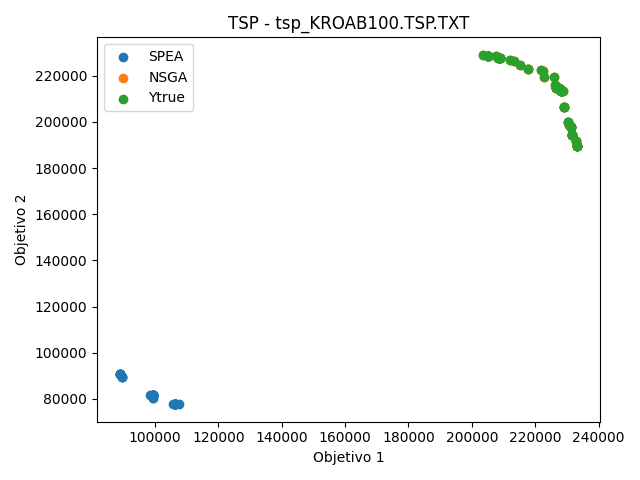 TSP - tsp_KROAB100.TSP.TXT
SPEA
NSGA
Ytrue
Objetivo 2
220000
200000
180000
160000
140000
120000
100000
80000
100000 120000 140000 160000 180000 200000 220000 240000
Objetivo 1